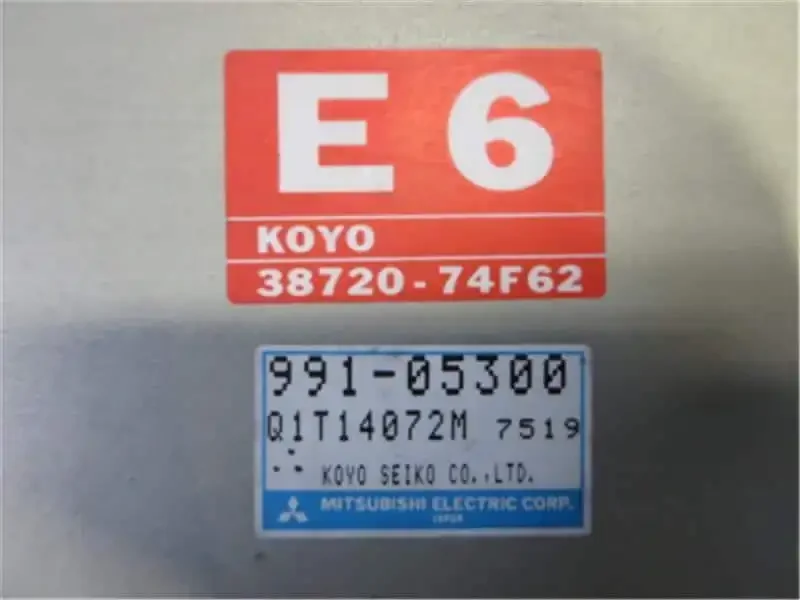 E 6
KOYO
38720-74F62
991-05300
Q1T14072M 7519
KOYO SEIKO CO.,LTD.
MITSUBISHI ELECTRIC CORP.
JAPAN